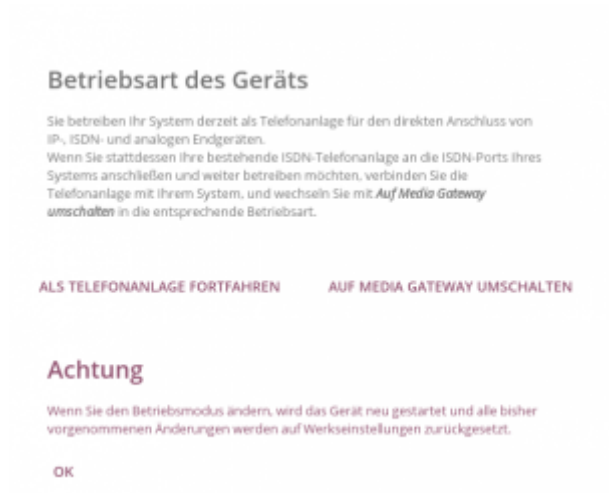 Betriebsart des Geräts
Sie betreiben Ihr System derzeit als Telefonanlage für den direkten Anschluss von
IP-, ISDN- und analogen Endgeräten.
Wenn Sie stattdessen Ihre bestehende ISDN-Telefonanlage an die ISDN-Ports Ihres
Systems anschließen und weiter betreiben möchten, verbinden Sie die
Telefonanlage mit Ihrem System, und wechseln Sie mit Auf Media Gateway
umschalten in die entsprechende Betriebsart.
ALS TELEFONANLAGE FORTFAHREN AUF MEDIA GATEWAY UMSCHALTEN
Achtung
Wenn Sie den Betriebsmodus ändern, wird das Gerät neu gestartet und alle bisher
vorgenommenen Änderungen werden auf Werkseinstellungen zurückgesetzt.
OK